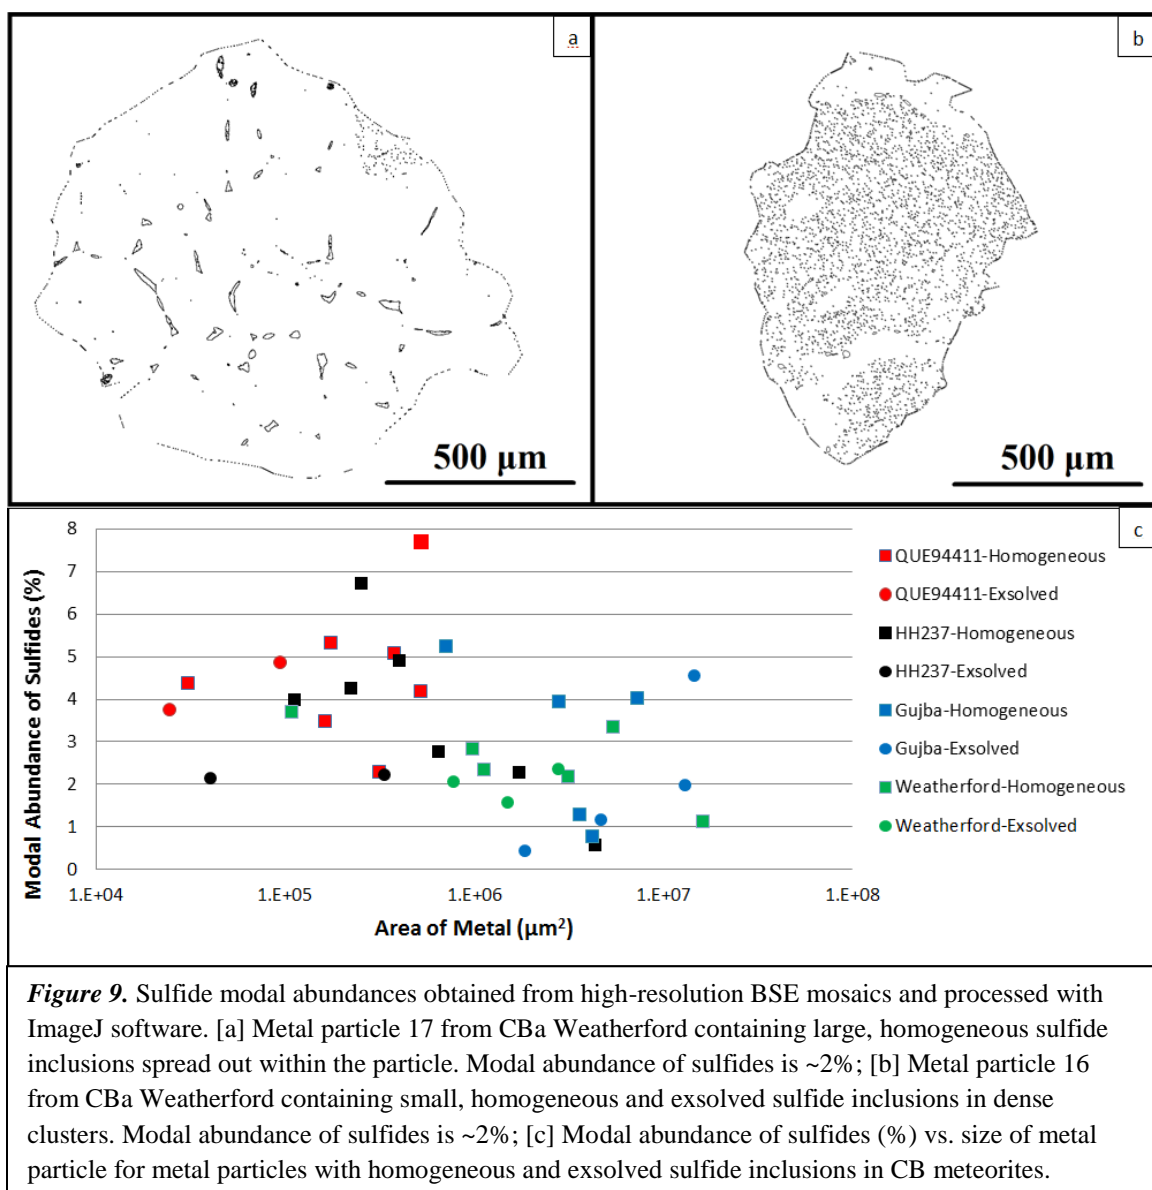 a
b
500 µm
500 µm
c
8
7
6
5
4
3
2
1
0
Modal Abundance of Sulfides (%)
1.E+04
1.E+05
1.E+06
1.E+07
1.E+08
Area of Metal (µm²)
QUE94411-Homogeneous
QUE94411-Exsolved
HH237-Homogeneous
HH237-Exsolved
Gujba-Homogeneous
Gujba-Exsolved
Weatherford-Homogeneous
Weatherford-Exsolved
Figure 9. Sulfide modal abundances obtained from high-resolution BSE mosaics and processed with
ImageJ software. [a] Metal particle 17 from CBa Weatherford containing large, homogeneous sulfide
inclusions spread out within the particle. Modal abundance of sulfides is ~2%; [b] Metal particle 16
from CBa Weatherford containing small, homogeneous and exsolved sulfide inclusions in dense
clusters. Modal abundance of sulfides is ~2%; [c] Modal abundance of sulfides (%) vs. size of metal
particle for metal particles with homogeneous and exsolved sulfide inclusions in CB meteorites.